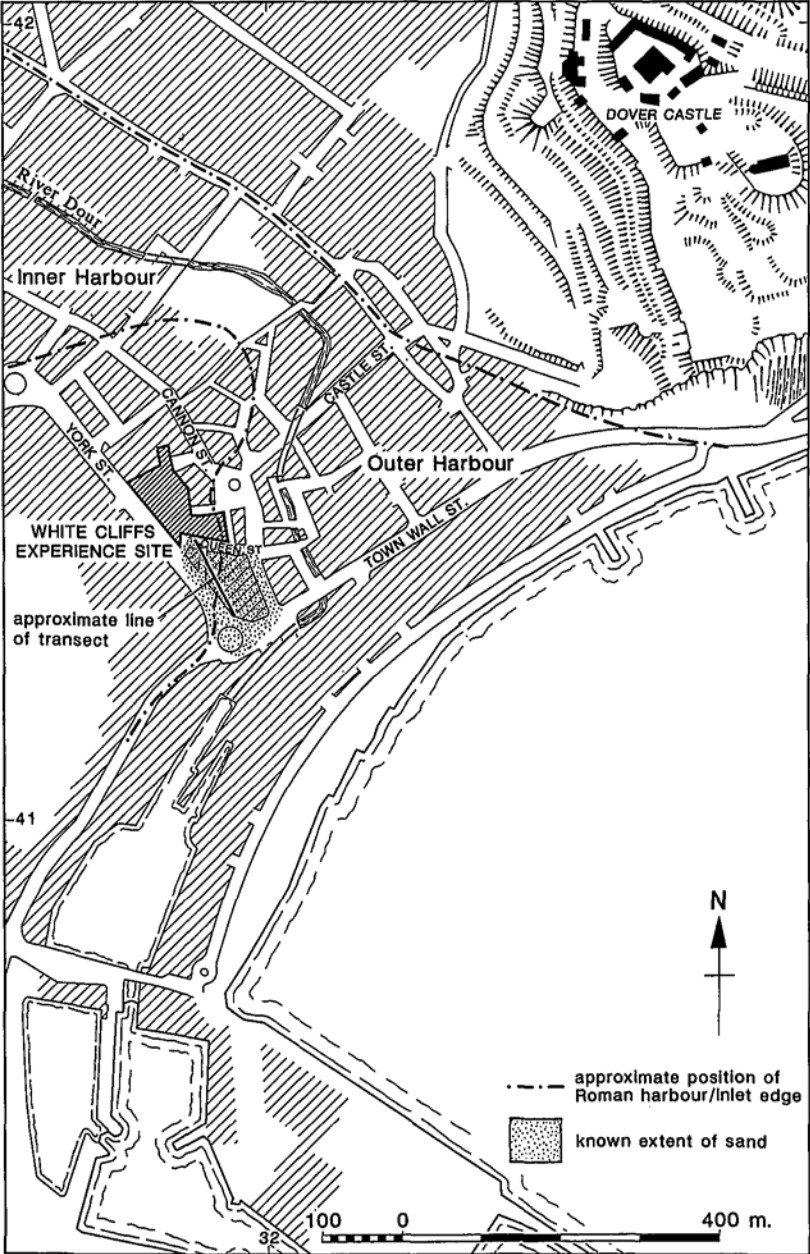 42
DOVER CASTLE
River Dour
Inner Harbour
CASTLE ST.
CANNON ST.
YORK ST.
Outer Harbour
WHITE CLIFFS
EXPERIENCE SITE
QUEEN ST
TOWN WALL ST.
approximate line
of transect
41
N
approximate position of
Roman harbour/inlet edge
known extent of sand
32
100 0 400 m.